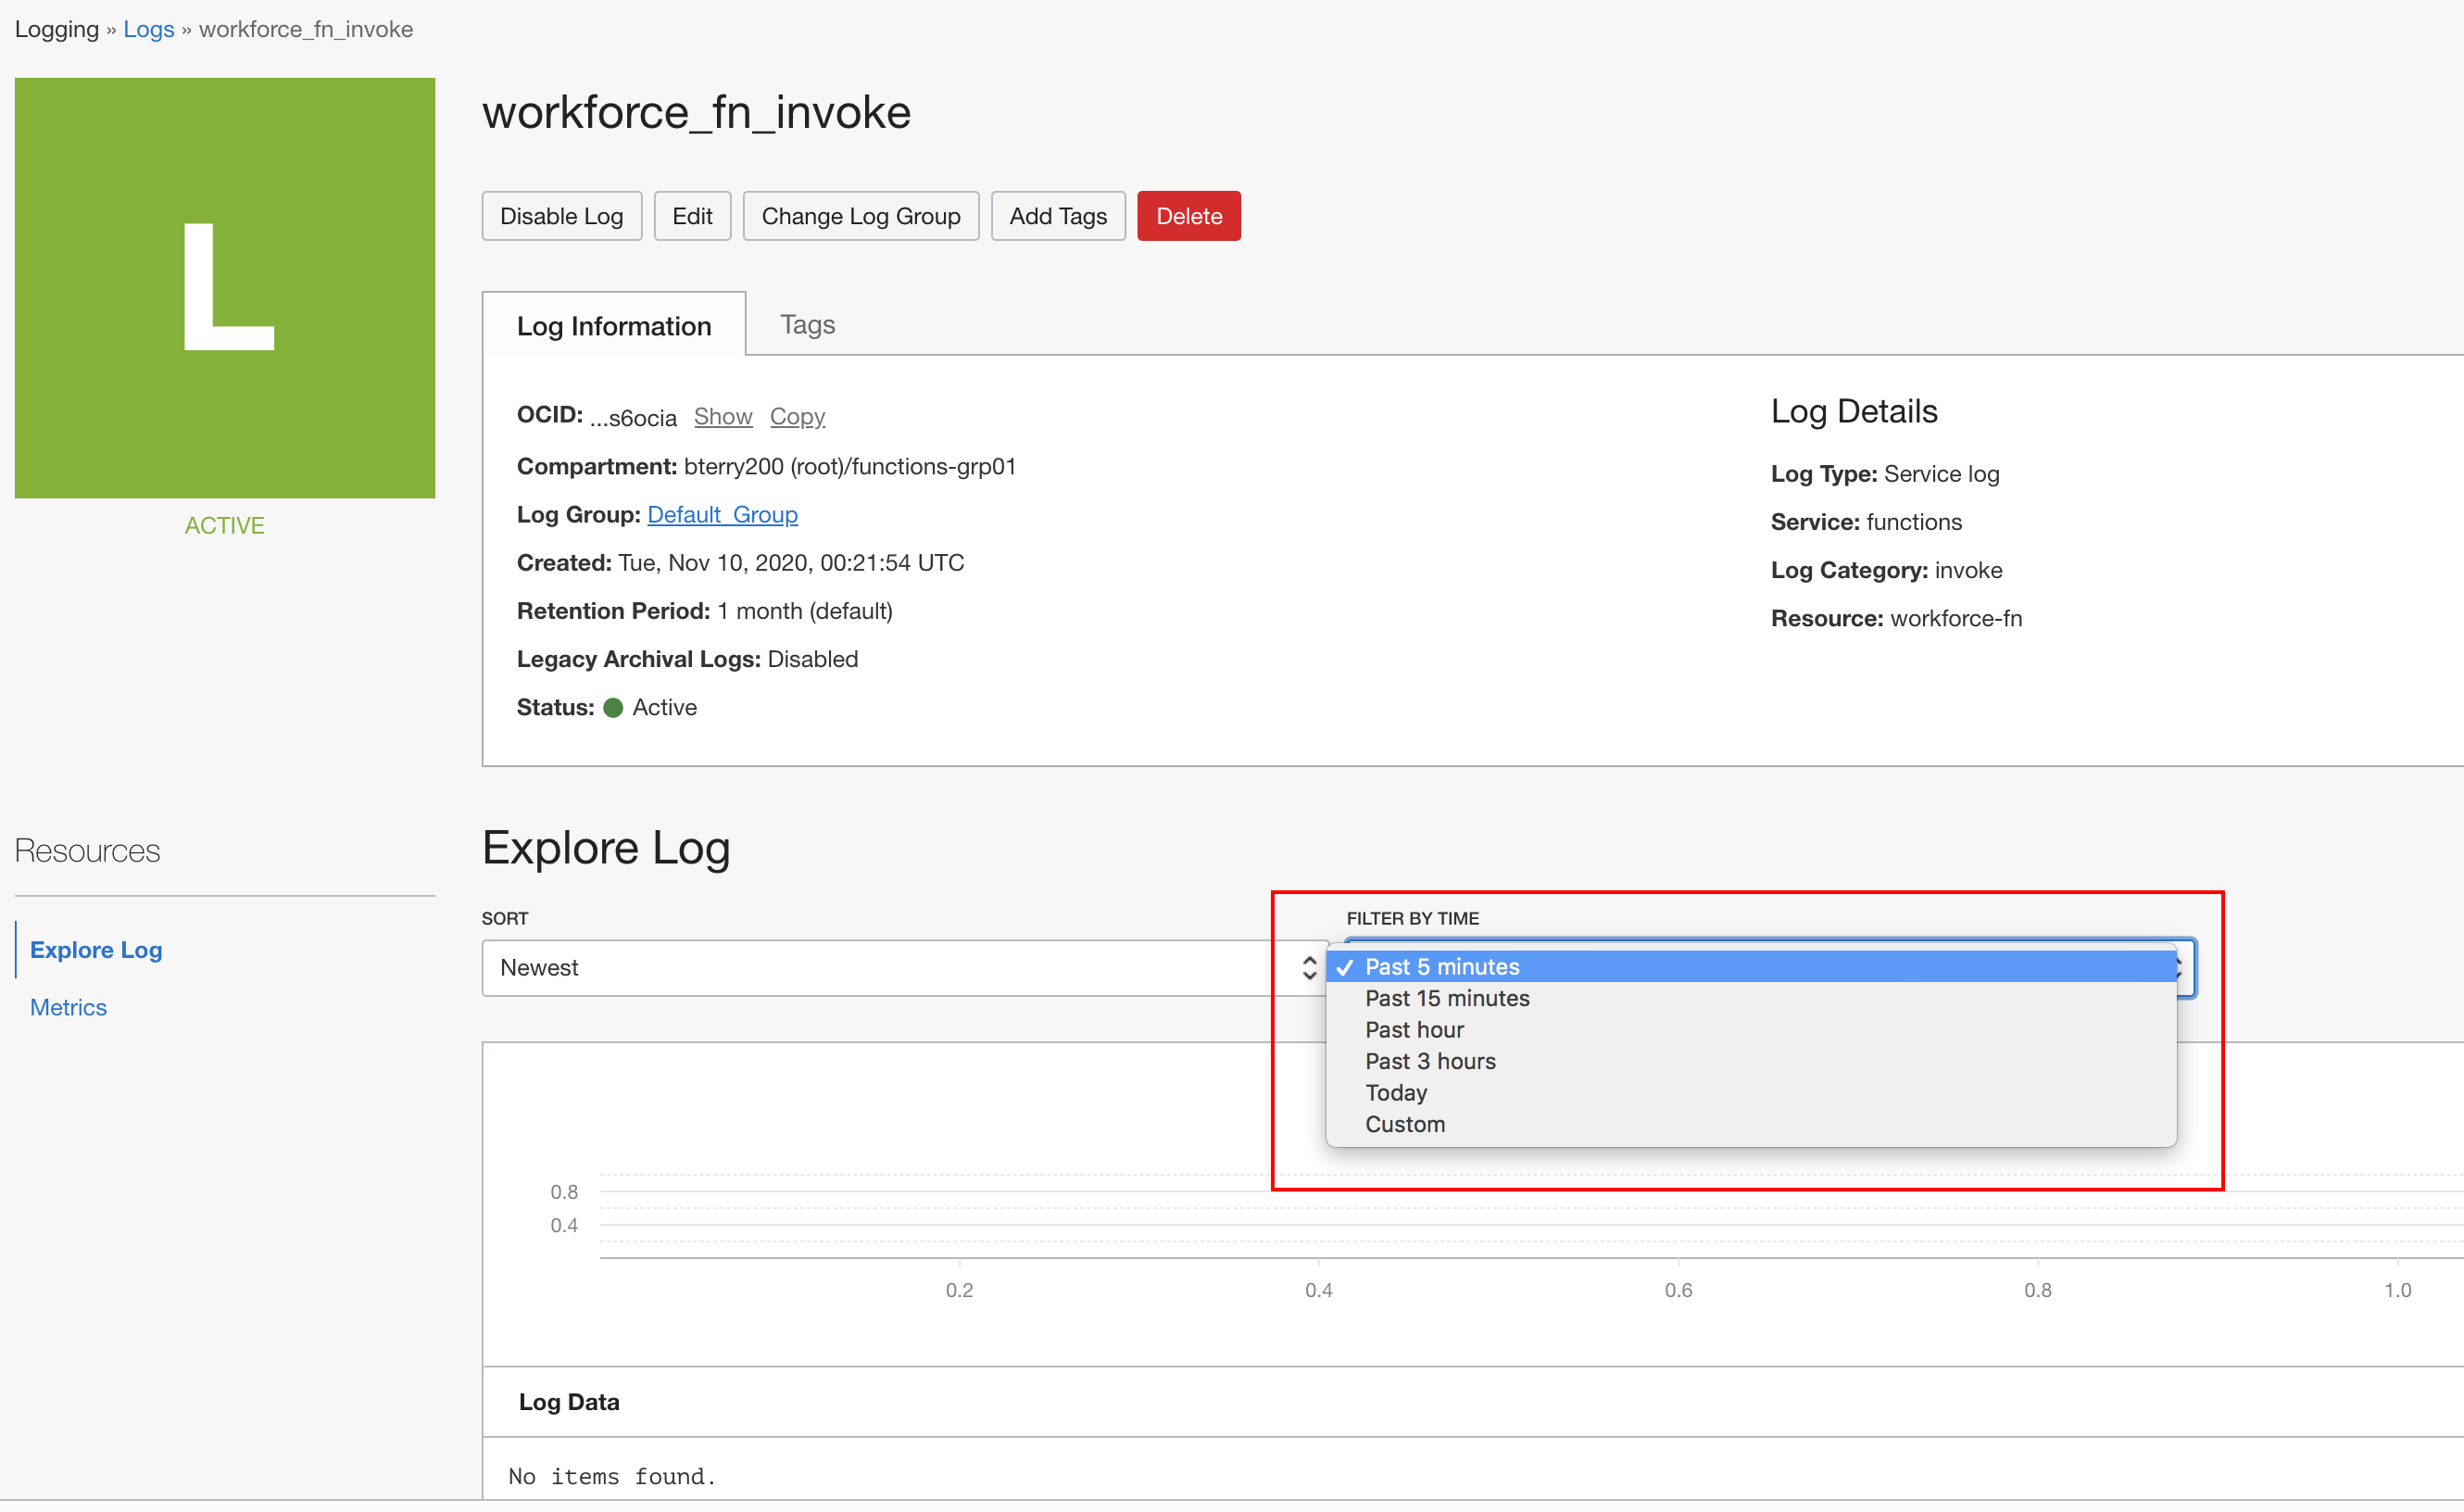 Logging » Logs » workforce_fn_invoke
L
ACTIVE
workforce_fn_invoke
Disable Log Edit Change Log Group Add Tags Delete
Log Information Tags
OCID: ...s6ocia Show Copy
Compartment: bterry200 (root)/functions-grp01
Log Group: Default_Group
Created: Tue, Nov 10, 2020, 00:21:54 UTC
Retention Period: 1 month (default)
Legacy Archival Logs: Disabled
Status: Active
Log Details
Log Type: Service log
Service: functions
Log Category: invoke
Resource: workforce-fn
Resources
Explore Log
Metrics
Explore Log
SORT
Newest
FILTER BY TIME
✓ Past 5 minutes
Past 15 minutes
Past hour
Past 3 hours
Today
Custom
0.8
0.4
0.2 0.4 0.6 0.8 1.0
Log Data
No items found.